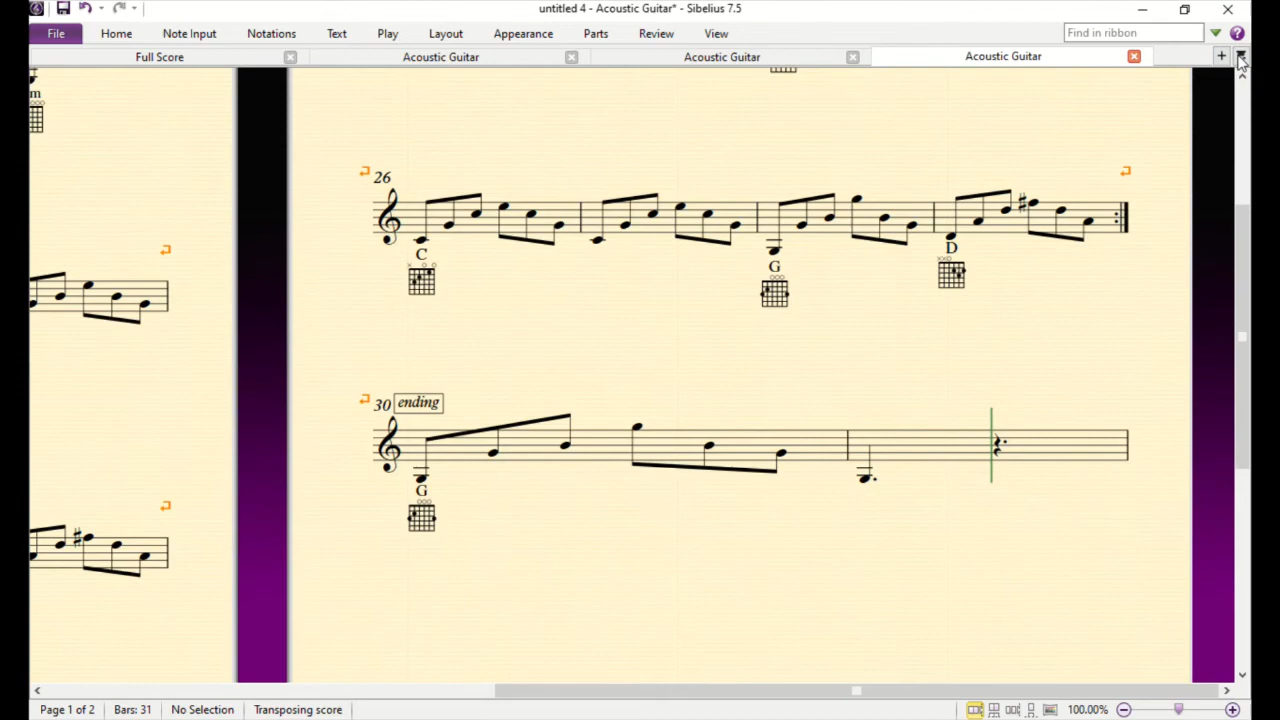 untitled 4 - Acoustic Guitar* - Sibelius 7.5
File Home Note Input Notations Text Play Layout Appearance Parts Review View Find in ribbon
Full Score Acoustic Guitar Acoustic Guitar Acoustic Guitar
m
26
C G D
30 ending
G
Page 1 of 2 Bars: 31 No Selection Transposing score 100.00%